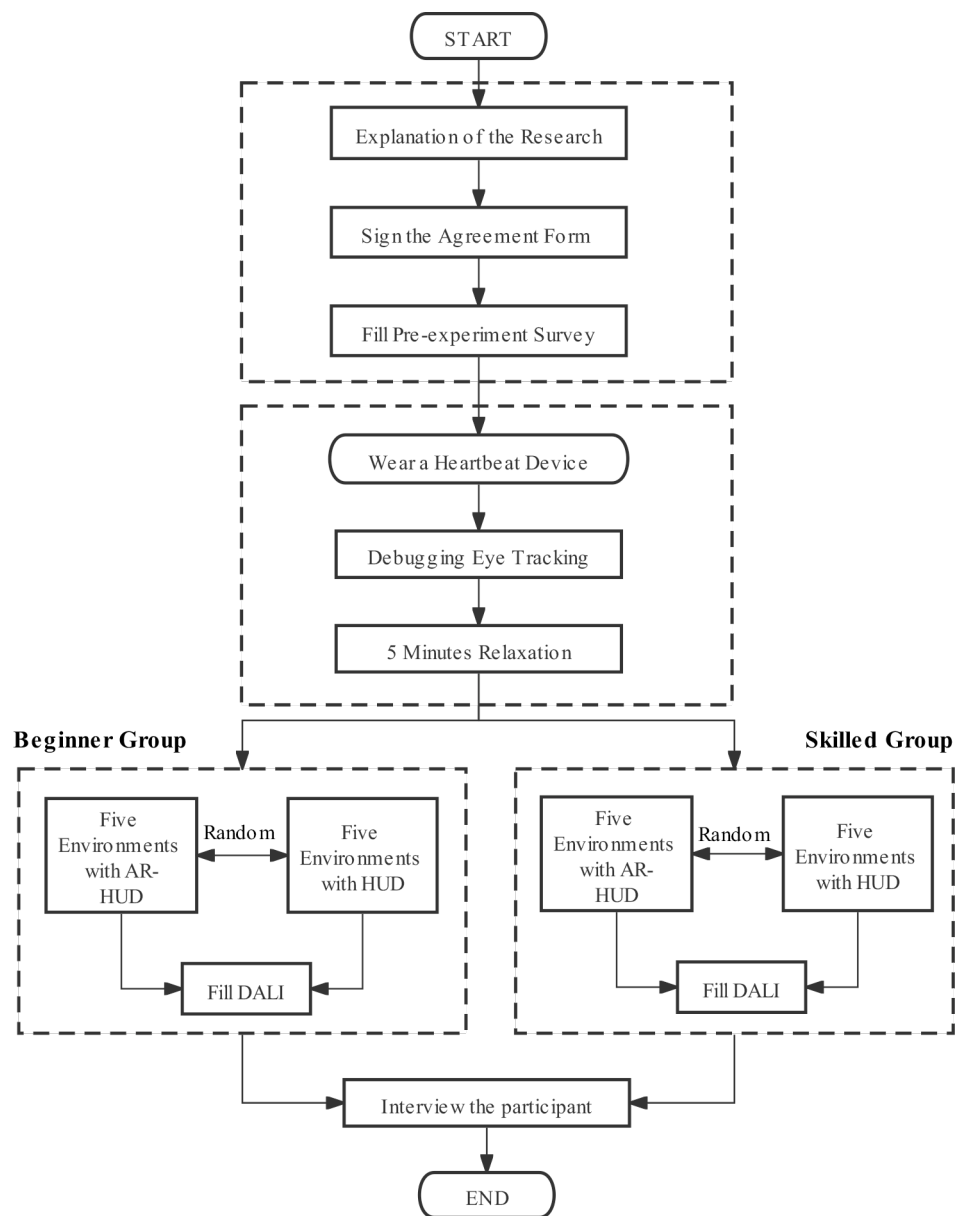 START
Explanation of the Research
Sign the Agreement Form
Fill Pre-experiment Survey
Wear a Heartbeat Device
Debugging Eye Tracking
5 Minutes Relaxation
Beginner Group
Five
Environments
with AR-
HUD
Random
Five
Environments
with HUD
Fill DALI
Skilled Group
Five
Environments
with AR-
HUD
Random
Five
Environments
with HUD
Fill DALI
Interview the participant
END